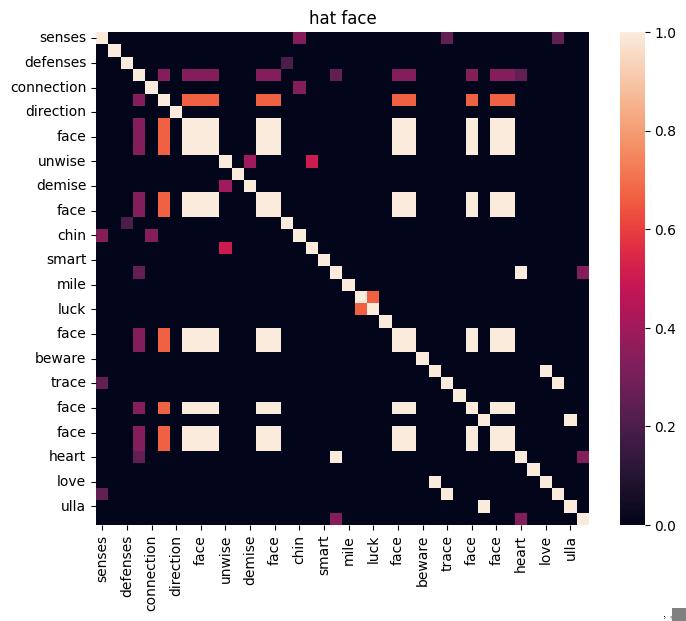 hat face
senses
defenses
connection
direction
face
unwise
demise
face
chin
smart
mile
luck
face
beware
trace
face
face
heart
love
ulla
1.0
0.8
0.6
0.4
0.2
0.0
senses
defenses
connection
direction
face
unwise
demise
face
chin
smart
mile
luck
face
beware
trace
face
face
heart
love
ulla